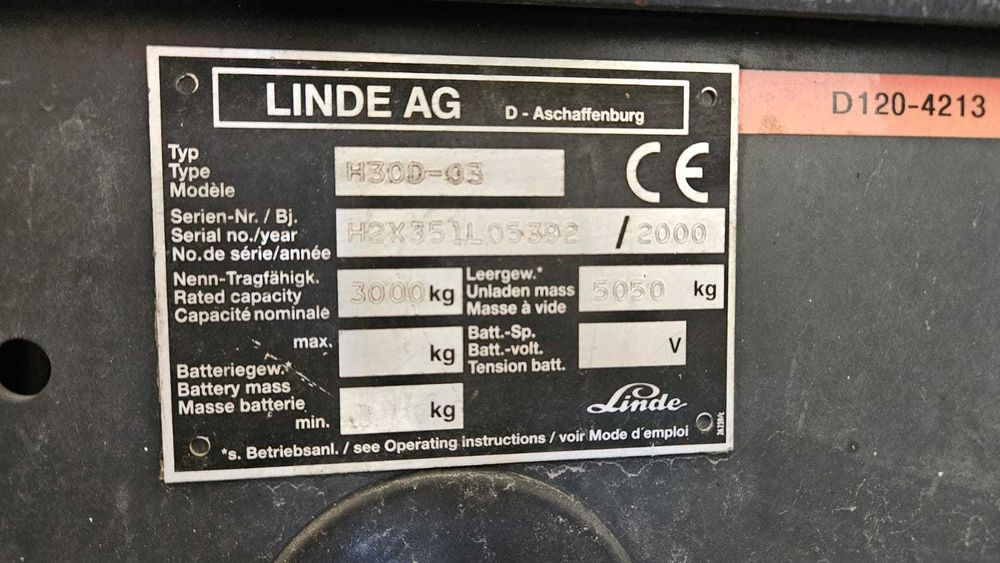 LINDE AG D - Aschaffenburg
D120-4213
Typ
Type
Modèle
H30D-03
CE
Serien-Nr. / Bj.
Serial no./year
No.de série/année
H2X351L05392 / 2000
Nenn-Tragfähigk.
Rated capacity
Capacité nominale
3000 kg
Leergew.*
Unladen mass
Masse à vide
5050 kg
max. kg
Batt.-Sp.
Batt.-volt.
Tension batt.
V
Batteriegew.*
Battery mass
Masse batterie
min. kg
Linde
*s. Betriebsanl. / see Operating instructions / voir Mode d'emploi